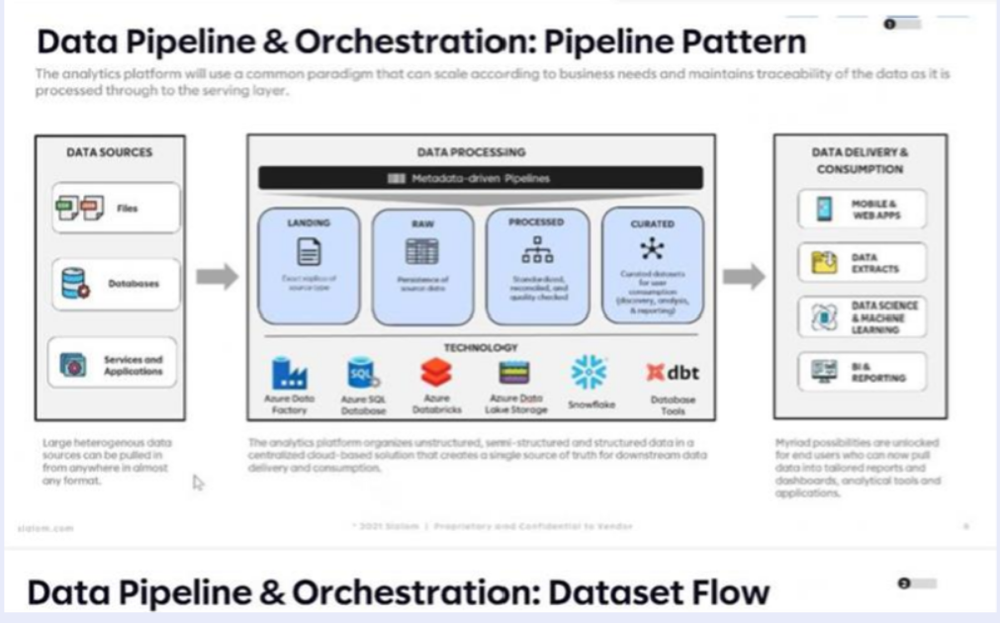 Data Pipeline & Orchestration: Pipeline Pattern
1
The analytics platform will use a common paradigm that can scale according to business needs and maintains traceability of the data as it is
processed through to the serving layer.
DATA SOURCES
Files
Databases
Services and
Applications
Large heterogenous data
sources can be pulled in
from anywhere in almost
any format.
DATA PROCESSING
Metadata-driven Pipelines
LANDING
Exact replica of
source type
RAW
Persistence of
source data
PROCESSED
Standardized,
reconciled, and
quality checked
CURATED
Curated datasets
for user
consumption
(discovery, analysis,
& reporting)
TECHNOLOGY
Azure Data
Factory
SQL
Azure SQL
Database
Azure
Databricks
Azure Data
Lake Storage
Snowflake
dbt
Database
Tools
The analytics platform organizes unstructured, semi-structured and structured data in a
centralized cloud-based solution that creates a single source of truth for downstream data
delivery and consumption.
DATA DELIVERY &
CONSUMPTION
MOBILE &
WEB APPS
DATA
EXTRACTS
DATA SCIENCE
& MACHINE
LEARNING
BI &
REPORTING
Myriad possibilities are unlocked
for end users who can now pull
data into tailored reports and
dashboards, analytical tools and
applications.
slalom.com
© 2021 Slalom | Proprietary and Confidential to Vendor
6
Data Pipeline & Orchestration: Dataset Flow
2